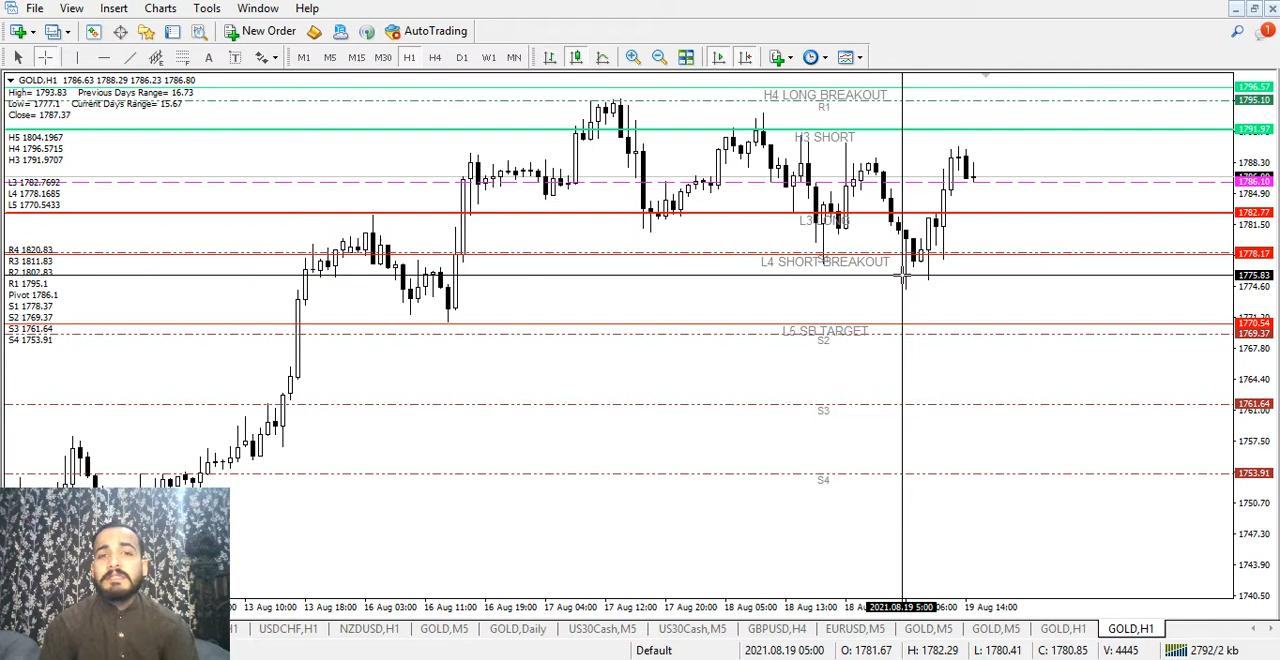 File View Insert Charts Tools Window Help
New Order AutoTrading
M1 M5 M15 M30 H1 H4 D1 W1 MN
GOLD,H1 1786.63 1788.29 1786.23 1786.80
High= 1793.83 Previous Days Range= 16.73
Low= 1777.1 Current Days Range= 15.67
Close= 1787.37
H5 1804.1967
H4 1796.5715
H3 1791.9707
L3 1782.7692
L4 1778.1685
L5 1770.5433
R4 1820.83
R3 1811.83
R2 1802.83
R1 1795.1
Pivot 1786.1
S1 1778.37
S2 1769.37
S3 1761.64
S4 1753.91
H4 LONG BREAKOUT
R1
H3 SHORT
L3 LONG
L4 SHORT BREAKOUT
L5 SB TARGET
S2
S3
S4
1796.57
1795.10
1791.97
1788.30
1786.10
1784.90
1782.77
1781.50
1778.17
1775.83
1774.60
1770.54
1769.37
1767.80
1764.40
1761.64
1761.00
1757.50
1753.91
1750.70
1747.30
1743.90
1740.50
13 Aug 10:00 13 Aug 18:00 16 Aug 03:00 16 Aug 11:00 16 Aug 19:00 17 Aug 04:00 17 Aug 12:00 17 Aug 20:00 18 Aug 05:00 18 Aug 13:00 18 Au 2021.08.19 5:00 06:00 19 Aug 14:00
H1 USDCHF,H1 NZDUSD,H1 GOLD,M5 GOLD,Daily US30Cash,M5 US30Cash,M5 GBPUSD,H4 EURUSD,M5 GOLD,M5 GOLD,M5 GOLD,H1 GOLD,H1
Default 2021.08.19 05:00 O: 1781.67 H: 1782.29 L: 1780.41 C: 1780.85 V: 4445 2792/2 kb